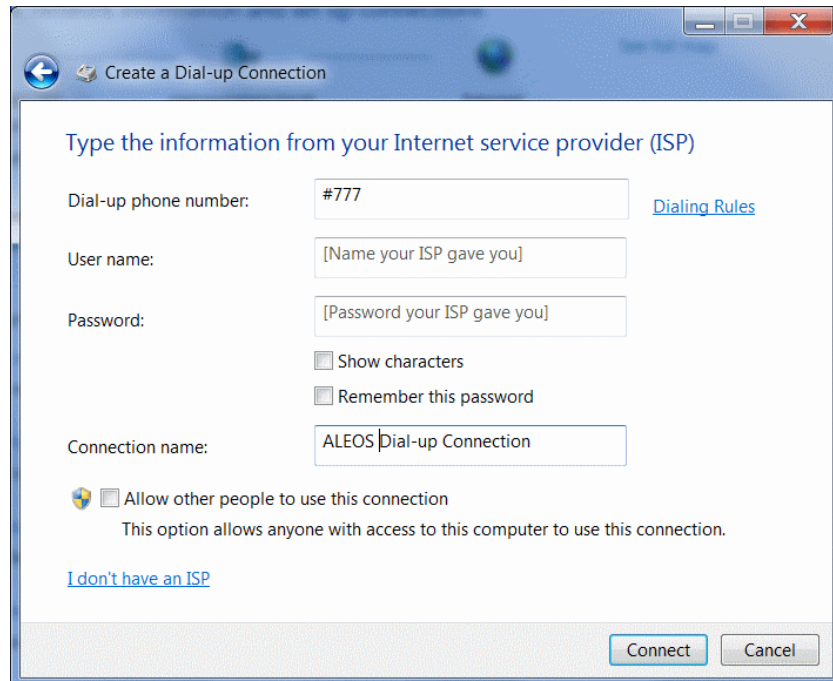 Create a Dial-up Connection
Type the information from your Internet service provider (ISP)
Dial-up phone number: #777 Dialing Rules
User name: [Name your ISP gave you]
Password: [Password your ISP gave you]
Show characters
Remember this password
Connection name: ALEOS Dial-up Connection
Allow other people to use this connection
This option allows anyone with access to this computer to use this connection.
I don't have an ISP
Connect Cancel